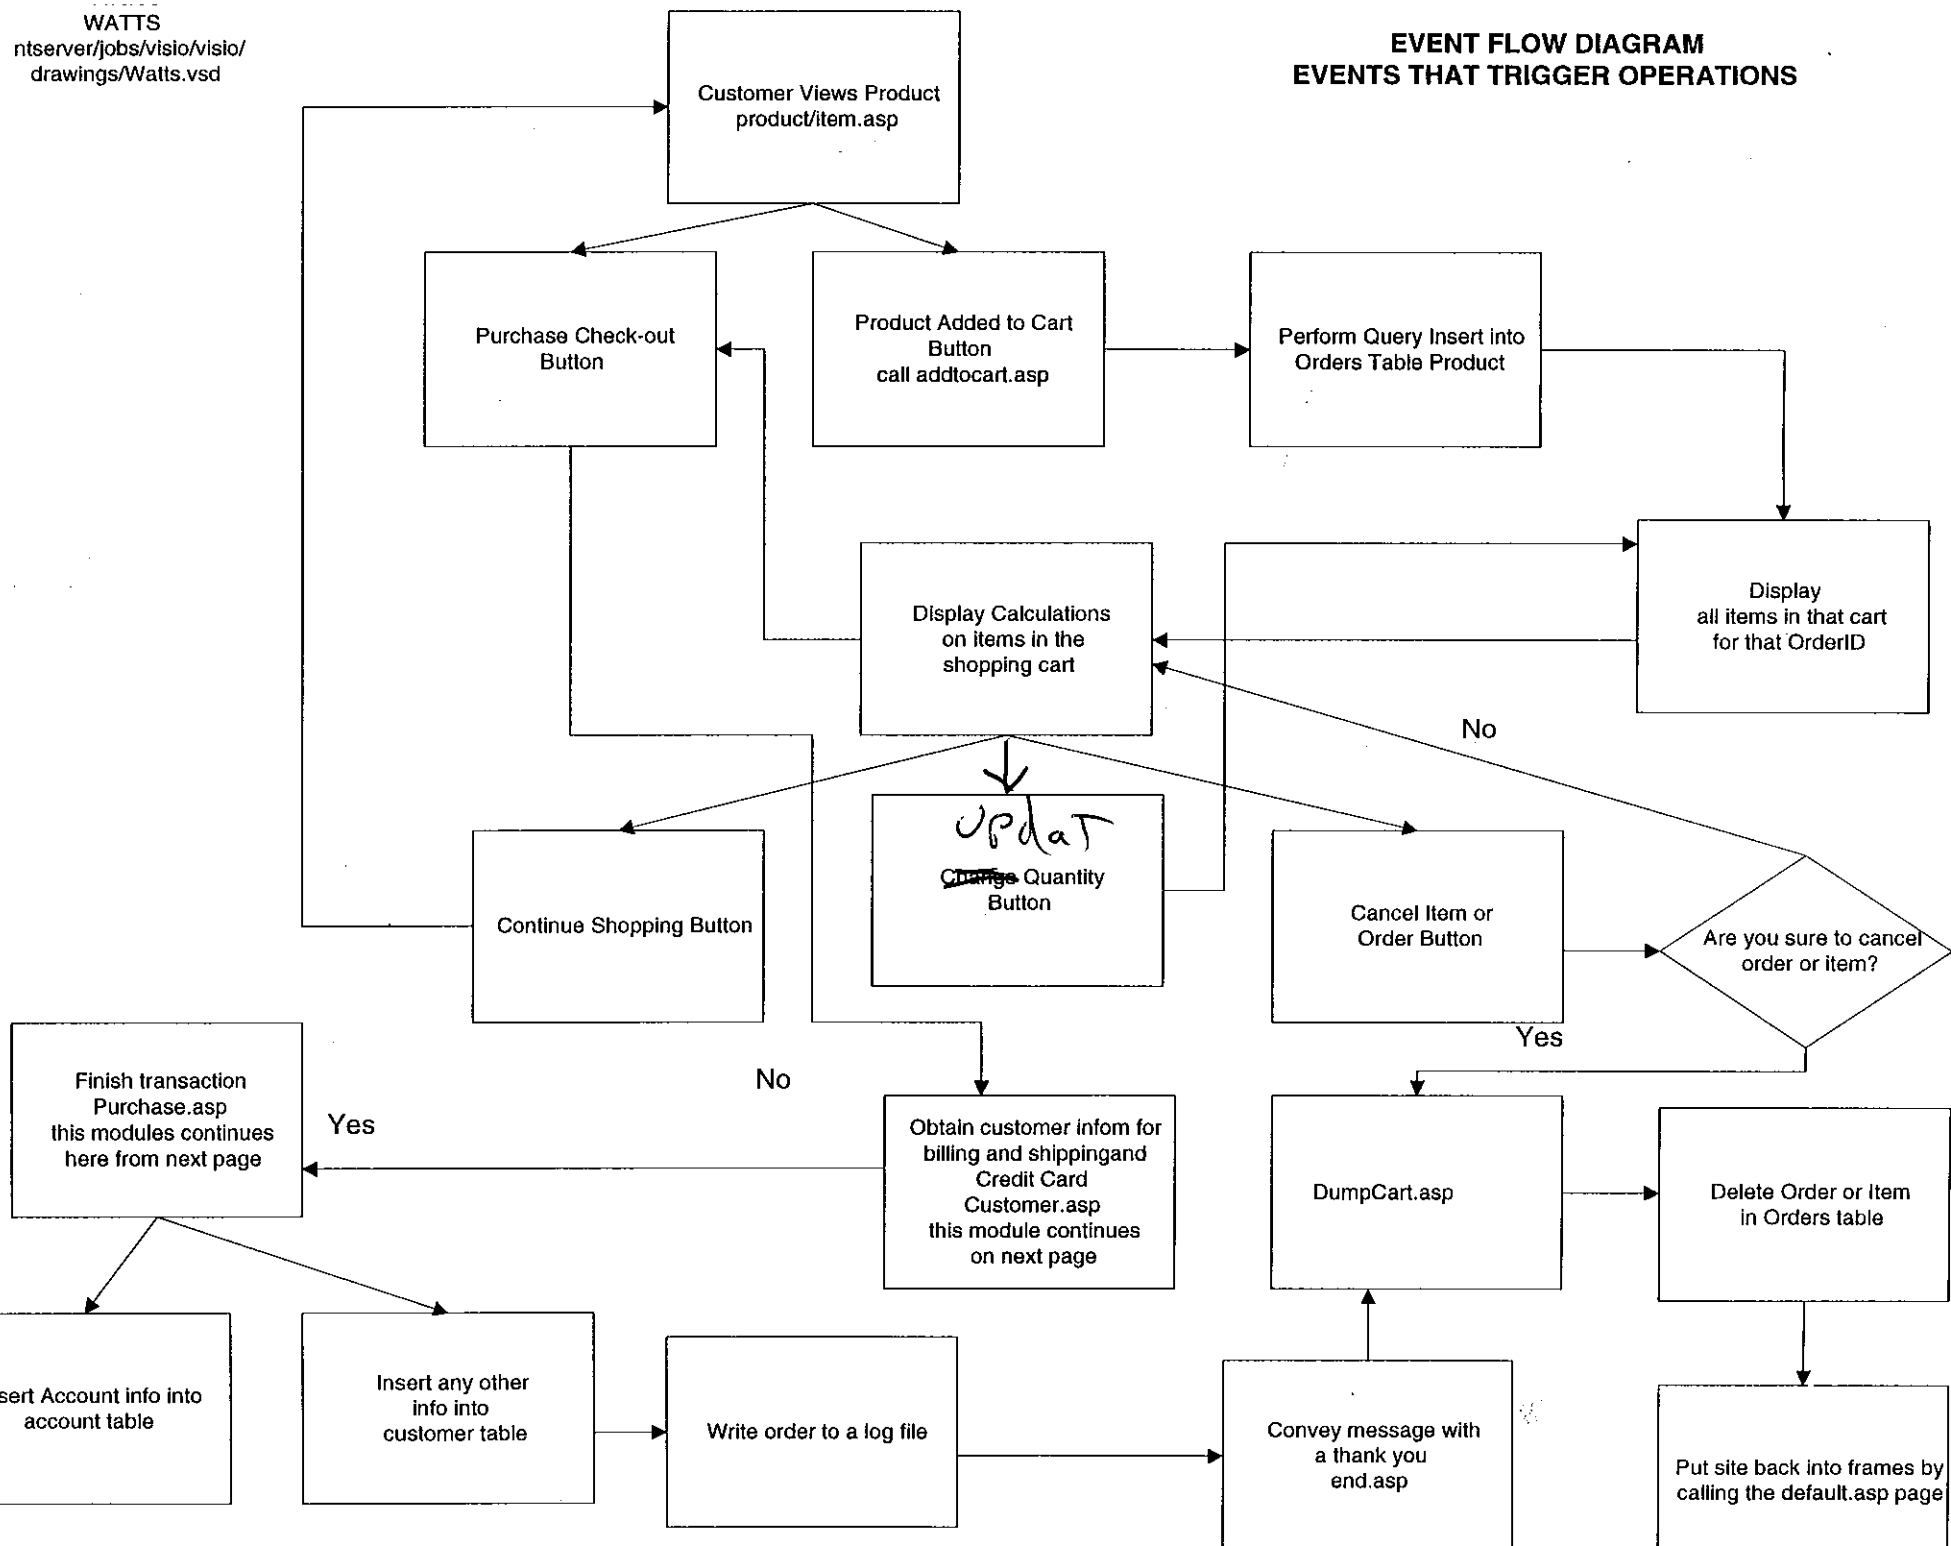 WATTS
ntserver/jobs/visio/visio/
drawings/Watts.vsd
EVENT FLOW DIAGRAM
EVENTS THAT TRIGGER OPERATIONS
Customer Views Product
product/item.asp
Purchase Check-out
Button
Product Added to Cart
Button
call addtocart.asp
Perform Query Insert into
Orders Table Product
Display Calculations
on items in the
shopping cart
Display
all items in that cart
for that OrderID
No
Continue Shopping Button
UPdaT
Change Quantity
Button
Cancel Item or
Order Button
Are you sure to cancel
order or item?
Yes
Finish transaction
Purchase.asp
this modules continues
here from next page
Yes
No
Obtain customer infom for
billing and shippingand
Credit Card
Customer.asp
this module continues
on next page
DumpCart.asp
Delete Order or Item
in Orders table
sert Account info into
account table
Insert any other
info into
customer table
Write order to a log file
Convey message with
a thank you
end.asp
Put site back into frames by
calling the default.asp page